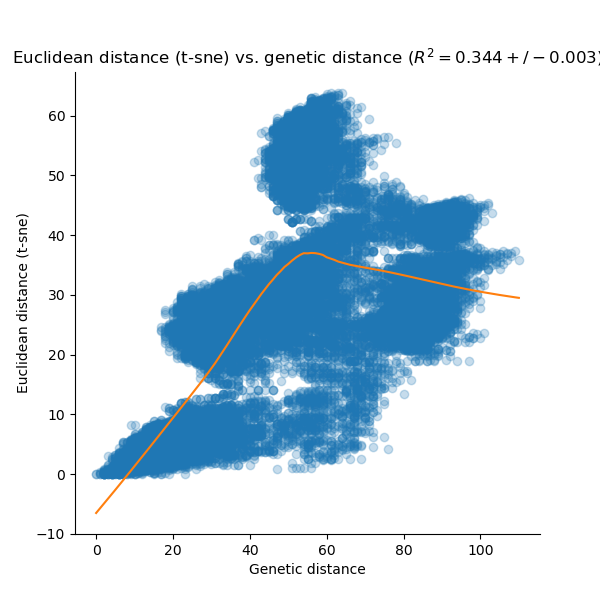 Euclidean distance (t-sne) vs. genetic distance (R² = 0.344 + / − 0.003)
60
50
40
30
20
10
0
−10
Euclidean distance (t-sne)
0 20 40 60 80 100
Genetic distance